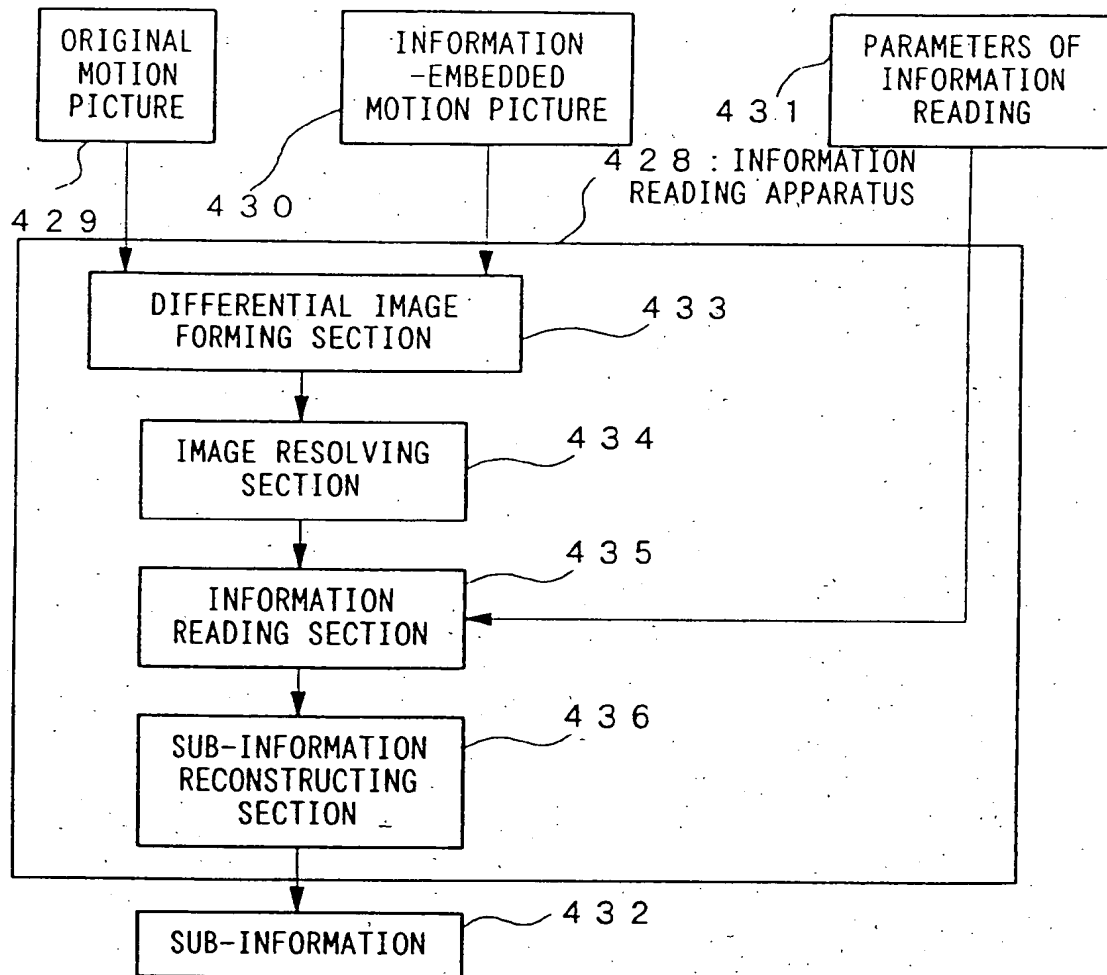 ORIGINAL
MOTION
PICTURE
INFORMATION
-EMBEDDED
MOTION PICTURE
PARAMETERS OF
INFORMATION
READING
431
428 : INFORMATION
READING APPARATUS
430
429
DIFFERENTIAL IMAGE
FORMING SECTION
433
IMAGE RESOLVING
SECTION
434
INFORMATION
READING SECTION
435
SUB-INFORMATION
RECONSTRUCTING
SECTION
436
SUB-INFORMATION
432